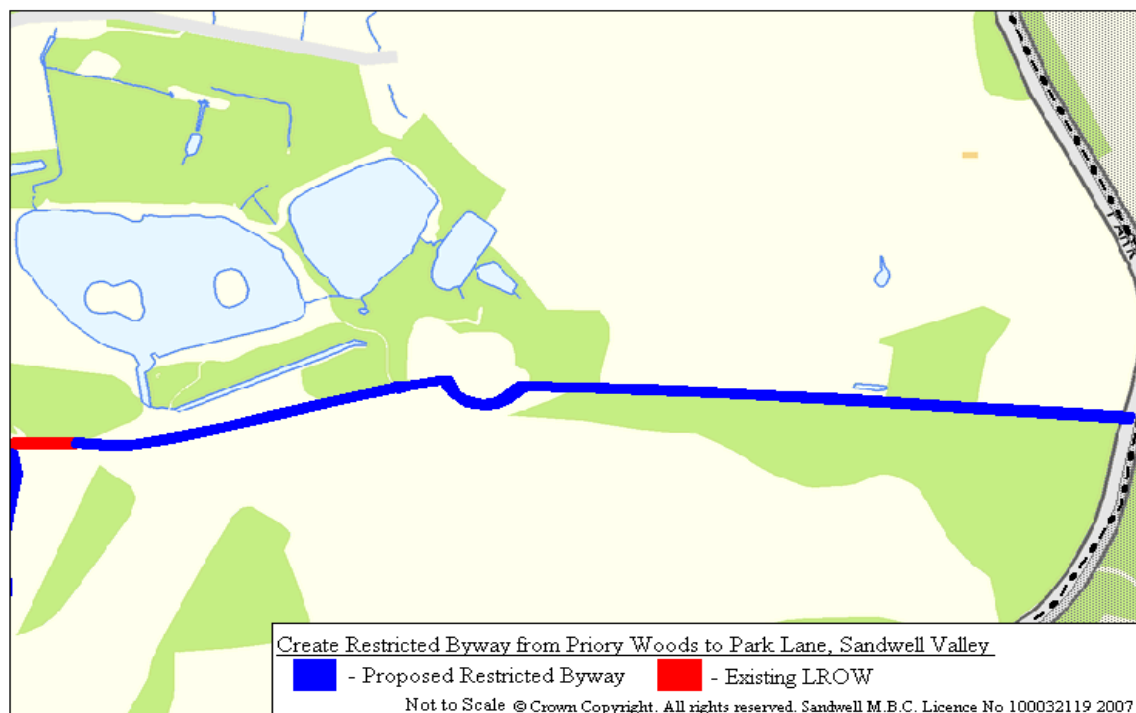 PARK
Create Restricted Byway from Priory Woods to Park Lane, Sandwell Valley
- Proposed Restricted Byway - Existing LROW
Not to Scale © Crown Copyright. All rights reserved. Sandwell M.B.C. Licence No 100032119 2007